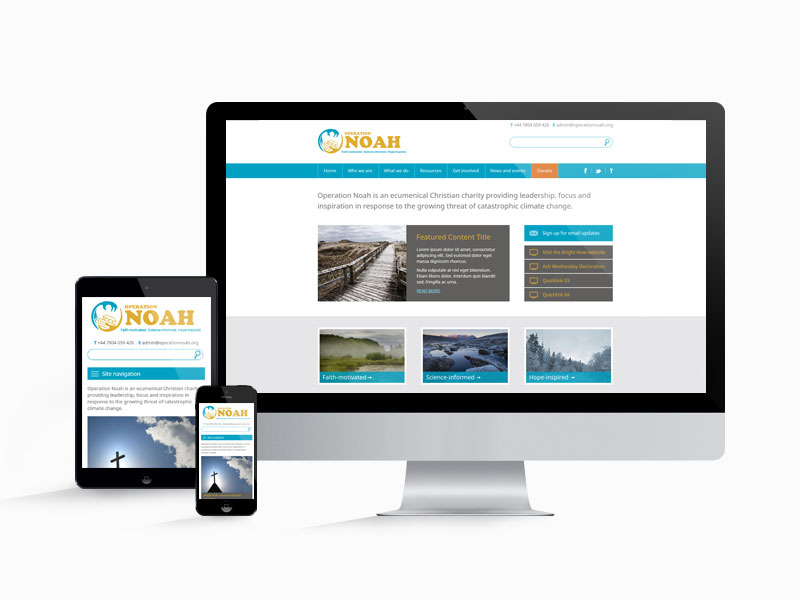 T +44 7804 059 426 E admin@operationnoah.org
OPERATION
NOAH
Faith-motivated. Science-informed. Hope-inspired
Home Who we are What we do Resources Get involved News and events Donate
Operation Noah is an ecumenical Christian charity providing leadership, focus and
inspiration in response to the growing threat of catastrophic climate change.
Featured Content Title
Lorem ipsum dolor sit amet, consectetur
adipiscing elit. Sed euismod dolor eget
massa dignissim rhoncus.
Nulla vulputate at nisl eget bibendum.
Etiam libero dolor, interdum quis blandit
sed, fringilla ac urna.
READ MORE
Sign up for email updates
Visit the Bright Now website
Ash Wednesday Declaration
Quicklink 03
Quicklink 04
Faith-motivated →
Science-informed →
Hope-inspired →
OPERATION
NOAH
Faith-motivated. Science-informed. Hope-inspired
T +44 7804 059 426 E admin@operationnoah.org
Site navigation
Operation Noah is an ecumenical Christian charity
providing leadership, focus and inspiration in
response to the growing threat of catastrophic
climate change.
OPERATION
NOAH
Site navigation